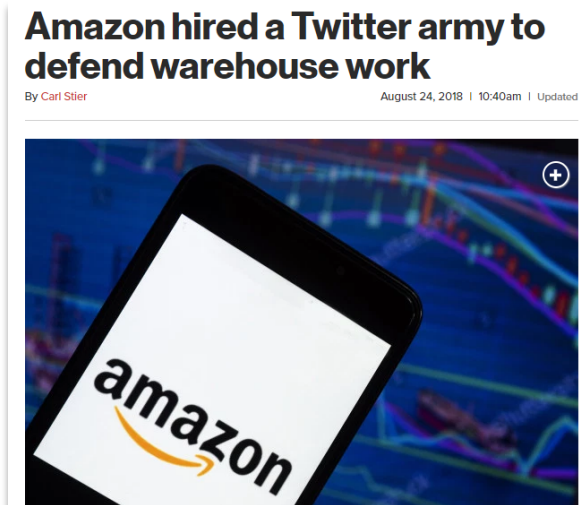 Amazon hired a Twitter army to
defend warehouse work
By Carl Stier
August 24, 2018 | 10:40am | Updated
amazon